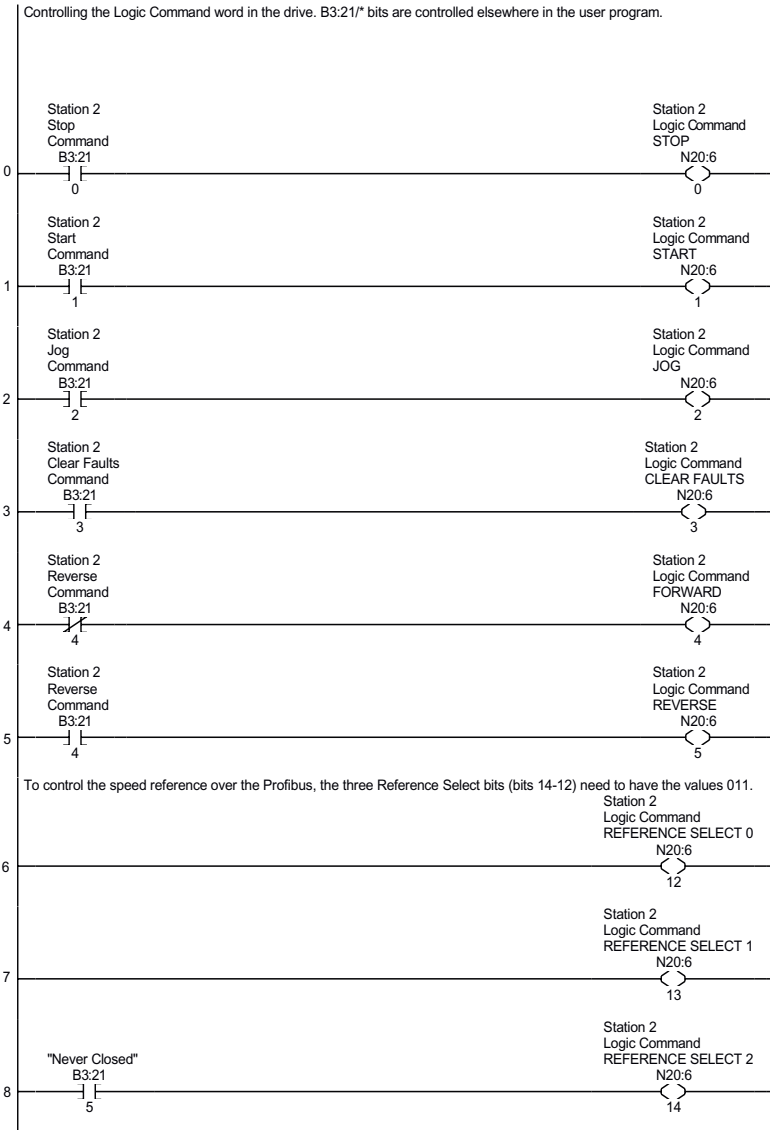 Controlling the Logic Command word in the drive. B3:21/* bits are controlled elsewhere in the user program.
Station 2
Stop
Command
B3:21
0
Station 2
Logic Command
STOP
N20:6
0
0
Station 2
Start
Command
B3:21
1
Station 2
Logic Command
START
N20:6
1
1
Station 2
Jog
Command
B3:21
2
Station 2
Logic Command
JOG
N20:6
2
2
Station 2
Clear Faults
Command
B3:21
3
Station 2
Logic Command
CLEAR FAULTS
N20:6
3
3
Station 2
Reverse
Command
B3:21
4
Station 2
Logic Command
FORWARD
N20:6
4
4
Station 2
Reverse
Command
B3:21
5
Station 2
Logic Command
REVERSE
N20:6
4
5
To control the speed reference over the Profibus, the three Reference Select bits (bits 14-12) need to have the values 011.
Station 2
Logic Command
REFERENCE SELECT 0
N20:6
6
12
Station 2
Logic Command
REFERENCE SELECT 1
N20:6
7
13
"Never Closed"
B3:21
8
5
Station 2
Logic Command
REFERENCE SELECT 2
N20:6
14